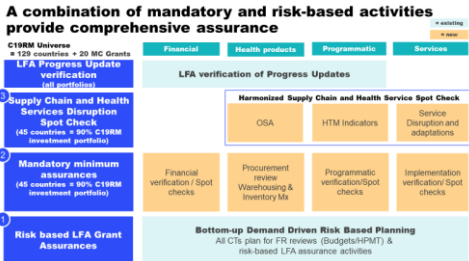 A combination of mandatory and risk-based activities
provide comprehensive assurance
= existing
= new
C19RM Universe
= 129 countries + 20 MC Grants
Financial
Health products
Programmatic
Services
LFA Progress Update
verification
(all portfolios)
LFA verification of Progress Updates
3
Supply Chain and Health
Services Disruption
Spot Check
(45 countries = 90% C19RM
investment portfolio)
Harmonized Supply Chain and Health Service Spot Check
OSA
HTM Indicators
Service
Disruption and
adaptations
2
Mandatory minimum
assurances
(45 countries = 90% C19RM
investment portfolio)
Financial
verification / Spot
checks
Procurement
review
Warehousing &
Inventory Mx
Programmatic
verification/Spot
checks
Implementation
verification/ Spot
checks
1
Risk based LFA Grant
Assurances
Bottom-up Demand Driven Risk Based Planning
All CTs plan for FR reviews (Budgets/HPMT) &
risk-based LFA assurance activities